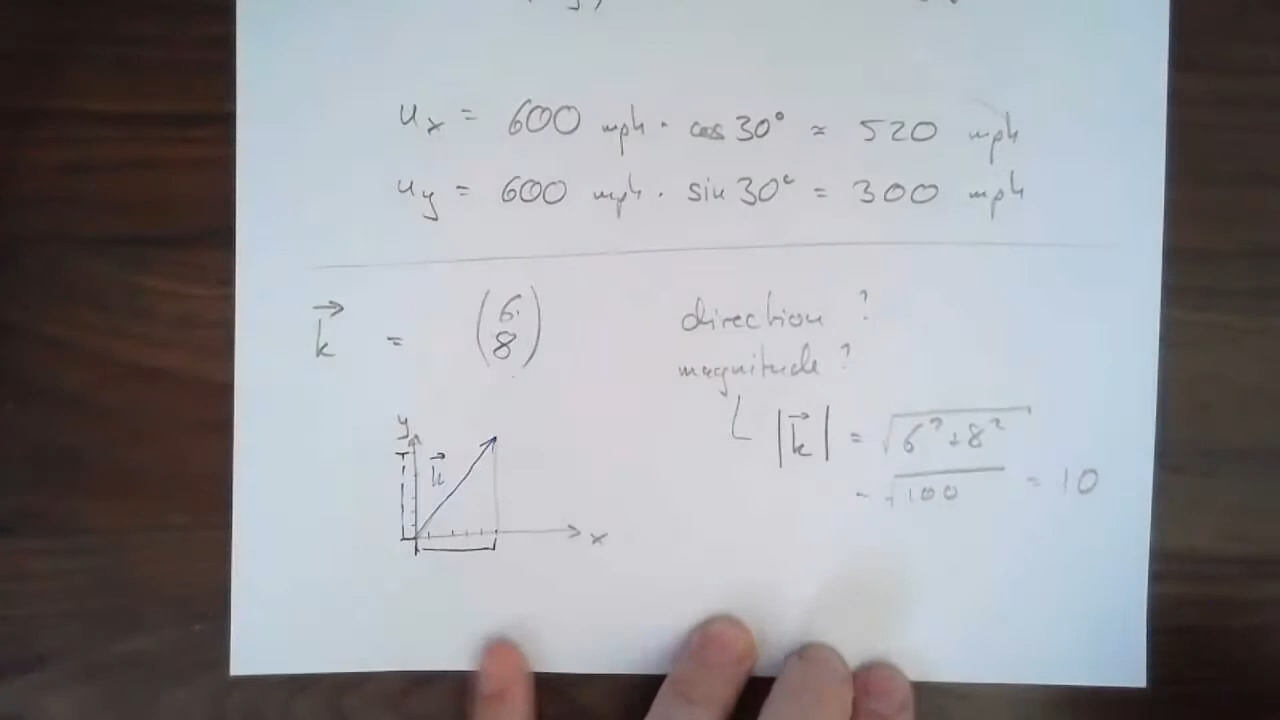 u_x = 600 mph · cos 30° ≈ 520 mph
u_y = 600 mph · sin 30° = 300 mph
k⃗ = (6 8)
direction ?
magnitude ?
|k⃗| = √(6² + 8²)
= √100 = 10
y
k⃗
x